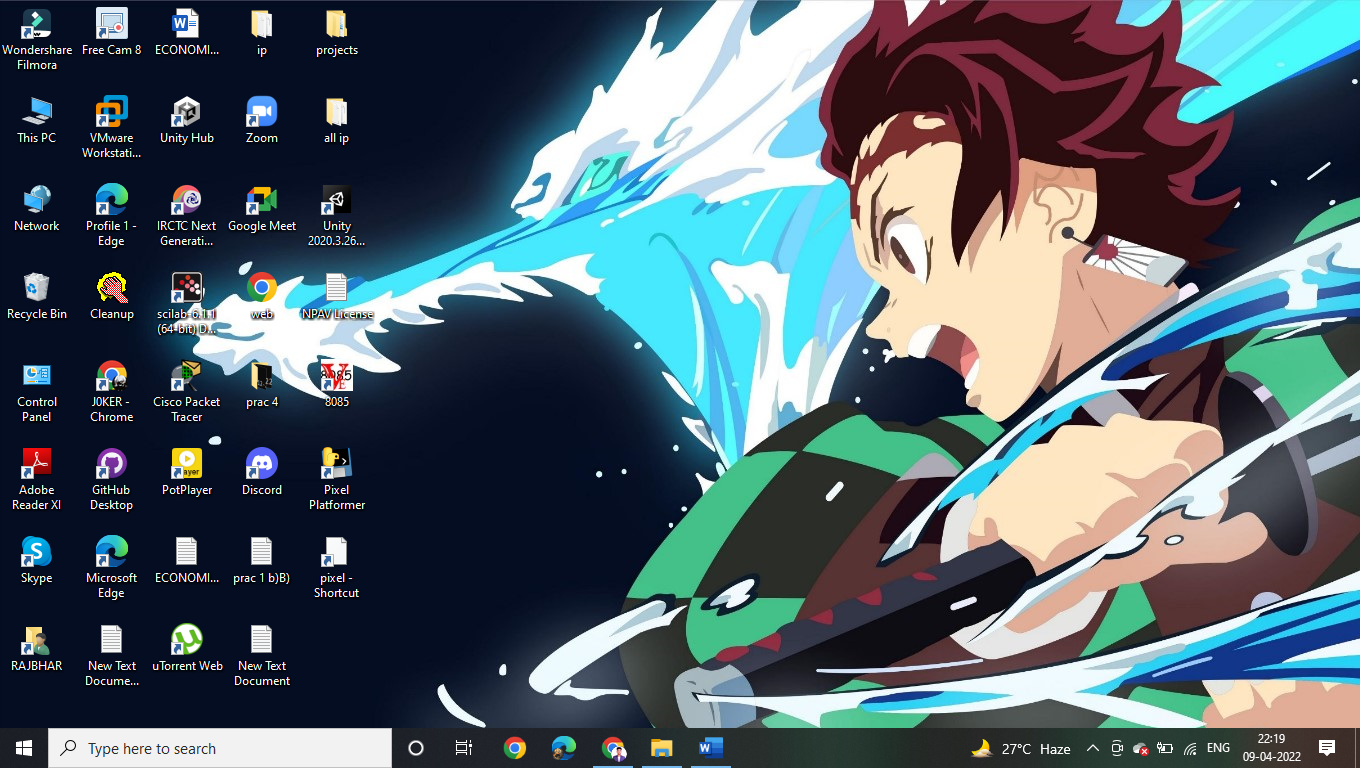 Wondershare
Filmora
Free Cam 8
ECONOMI...
ip
projects
This PC
VMware
Workstati...
Unity Hub
Zoom
all ip
Network
Profile 1 -
Edge
IRCTC Next
Generati...
Google Meet
Unity
2020.3.26...
Recycle Bin
Cleanup
scilab-6.1.1
(64-bit) D...
web
NPAV License
Control
Panel
J0KER -
Chrome
Cisco Packet
Tracer
prac 4
8085
Adobe
Reader XI
GitHub
Desktop
PotPlayer
Discord
Pixel
Platformer
Skype
Microsoft
Edge
ECONOMI...
prac 1 b)B)
pixel -
Shortcut
RAJBHAR
New Text
Docume...
uTorrent Web
New Text
Document
Type here to search
27°C Haze
ENG
22:19
09-04-2022